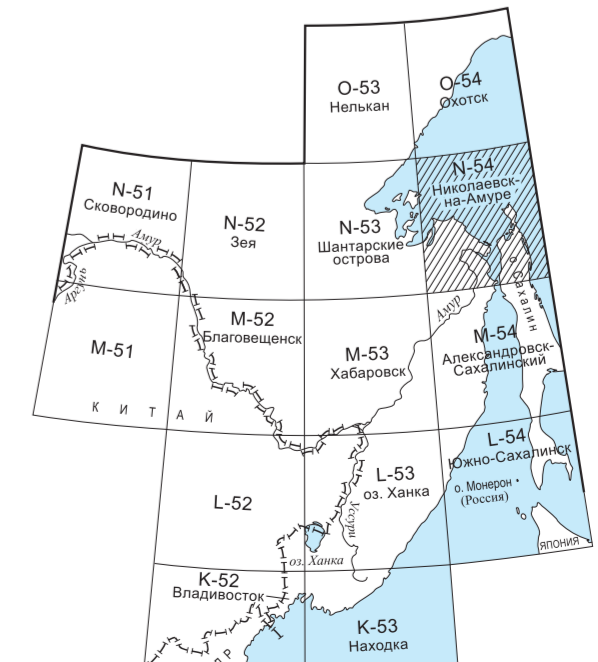 O-53
Нелькан
O-54
Охотск
N-51
Сковородино
N-52
Зея
N-53
Шантарские
острова
N-54
Николаевск-
на-Амуре
Амур
Аргунь
о. Сахалин
M-51
M-52
Благовещенск
M-53
Хабаровск
Амур
M-54
Александровск-
Сахалинский
КИТАЙ
L-52
L-53
оз. Ханка
Уссури
L-54
Южно-Сахалинск
о. Монерон
(Россия)
ЯПОНИЯ
оз. Ханка
K-52
Владивосток
K-53
Находка